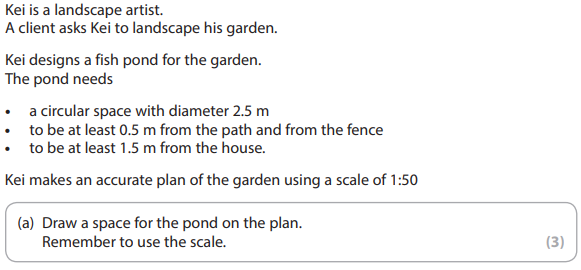 Kei is a landscape artist.
A client asks Kei to landscape his garden.
Kei designs a fish pond for the garden.
The pond needs
• a circular space with diameter 2.5 m
• to be at least 0.5 m from the path and from the fence
• to be at least 1.5 m from the house.
Kei makes an accurate plan of the garden using a scale of 1:50
(a) Draw a space for the pond on the plan.
Remember to use the scale. (3)